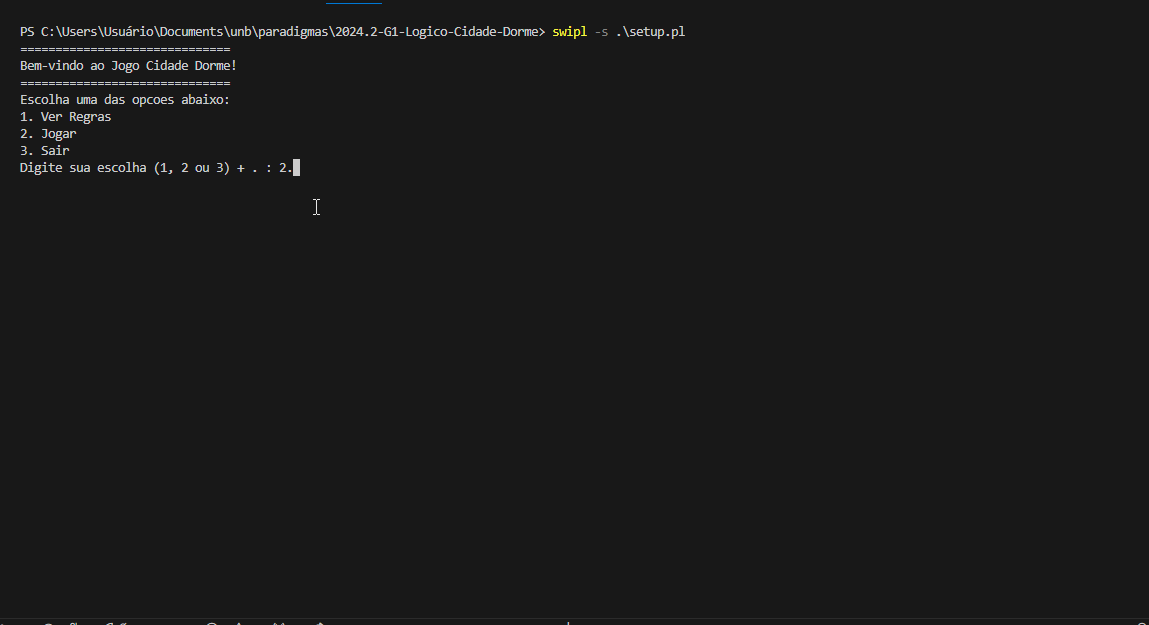 PS C:\Users\Usuário\Documents\unb\paradigmas\2024.2-G1-Logico-Cidade-Dorme> swipl -s .\setup.pl
==============================
Bem-vindo ao Jogo Cidade Dorme!
==============================
Escolha uma das opcoes abaixo:
1. Ver Regras
2. Jogar
3. Sair
Digite sua escolha (1, 2 ou 3) + . : 2.